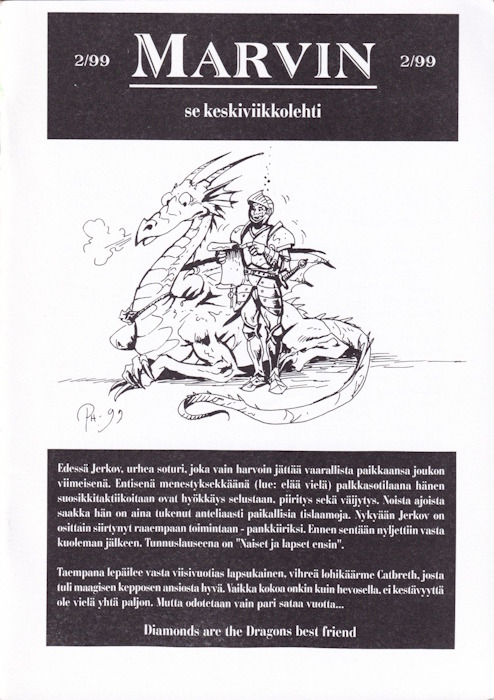 2/99 MARVIN 2/99
se keskiviikkolehti
PH-99
Edessä Jerkov, urhea soturi, joka vain harvoin jättää vaarallista paikkaansa joukon
viimeisenä. Entisenä menestyksekkäänä (lue: elää vielä) palkkasotilaana hänen
suosikkitaktiikoitaan ovat hyökkäys selustaan, piiritys sekä väijytys. Noista ajoista
saakka hän on aina tukenut anteliaasti paikallisia tislaamoja. Nykyään Jerkov on
osittain siirtynyt raaempaan toimintaan - pankkiiriksi. Ennen sentään nyljettiin vasta
kuoleman jälkeen. Tunnuslauseena on "Naiset ja lapset ensin".
Taempana lepäilee vasta viisivuotias lapsukainen, vihreä lohikäärme Catbreth, josta
tuli maagisen kepposen ansiosta hyvä. Vaikka kokoa onkin kuin hevosella, ei kestävyyttä
ole vielä yhtä paljon. Mutta odotetaan vain pari sataa vuotta...
Diamonds are the Dragons best friend